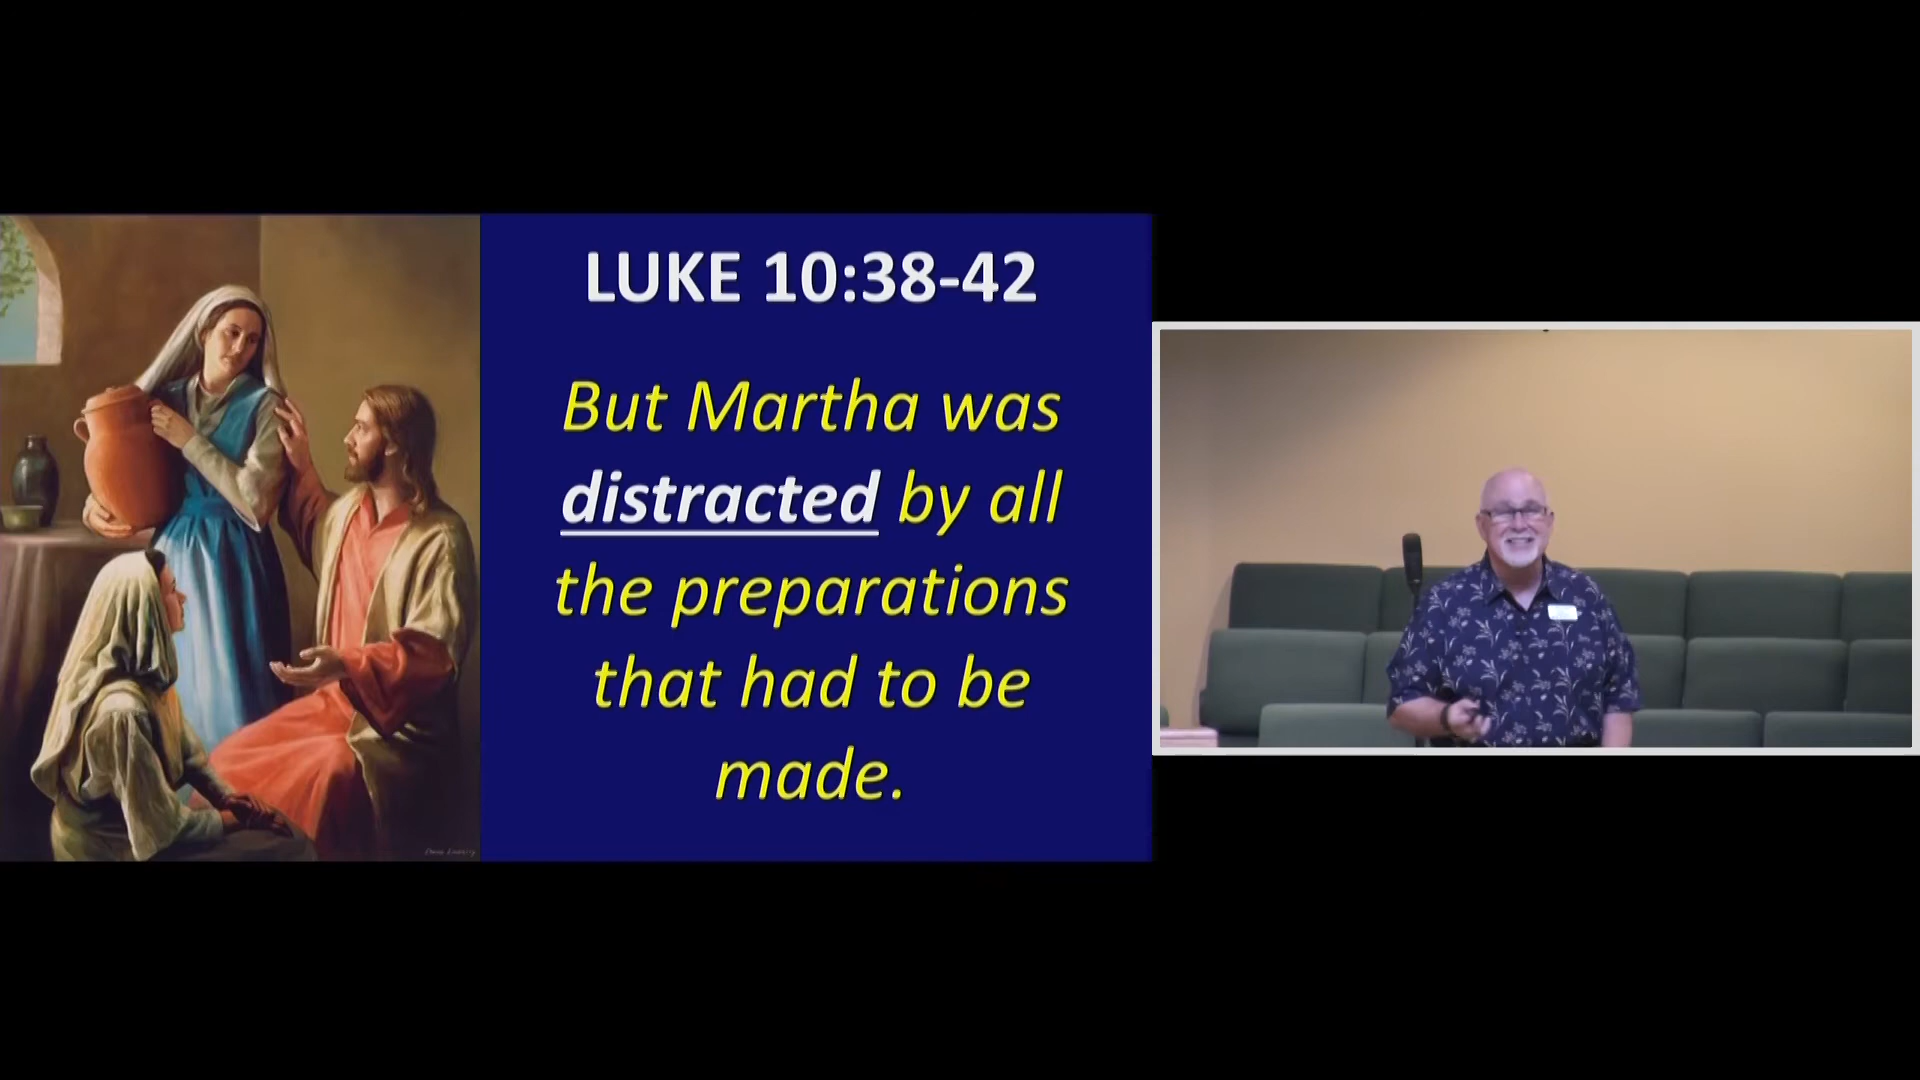 LUKE 10:38-42
But Martha was
distracted by all
the preparations
that had to be
made.